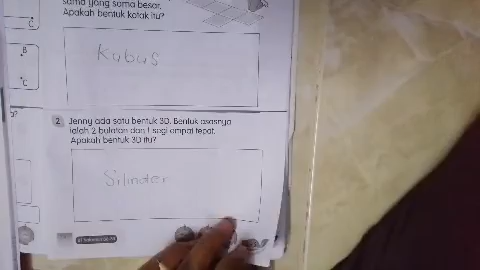 sama yang sama besar.
Apakah bentuk kotak itu?
Kubus
2 Jenny ada satu bentuk 3D. Bentuk asasnya
ialah 2 bulatan dan 1 segi empat tepat.
Apakah bentuk 3D itu?
Silinder
C
B
C